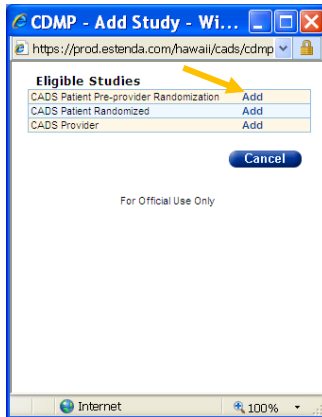 CDMP - Add Study - Wi...
https://prod.estenda.com/hawaii/cads/cdmp
Eligible Studies
CADS Patient Pre-provider Randomization Add
CADS Patient Randomized Add
CADS Provider Add
Cancel
For Official Use Only
Internet 100%